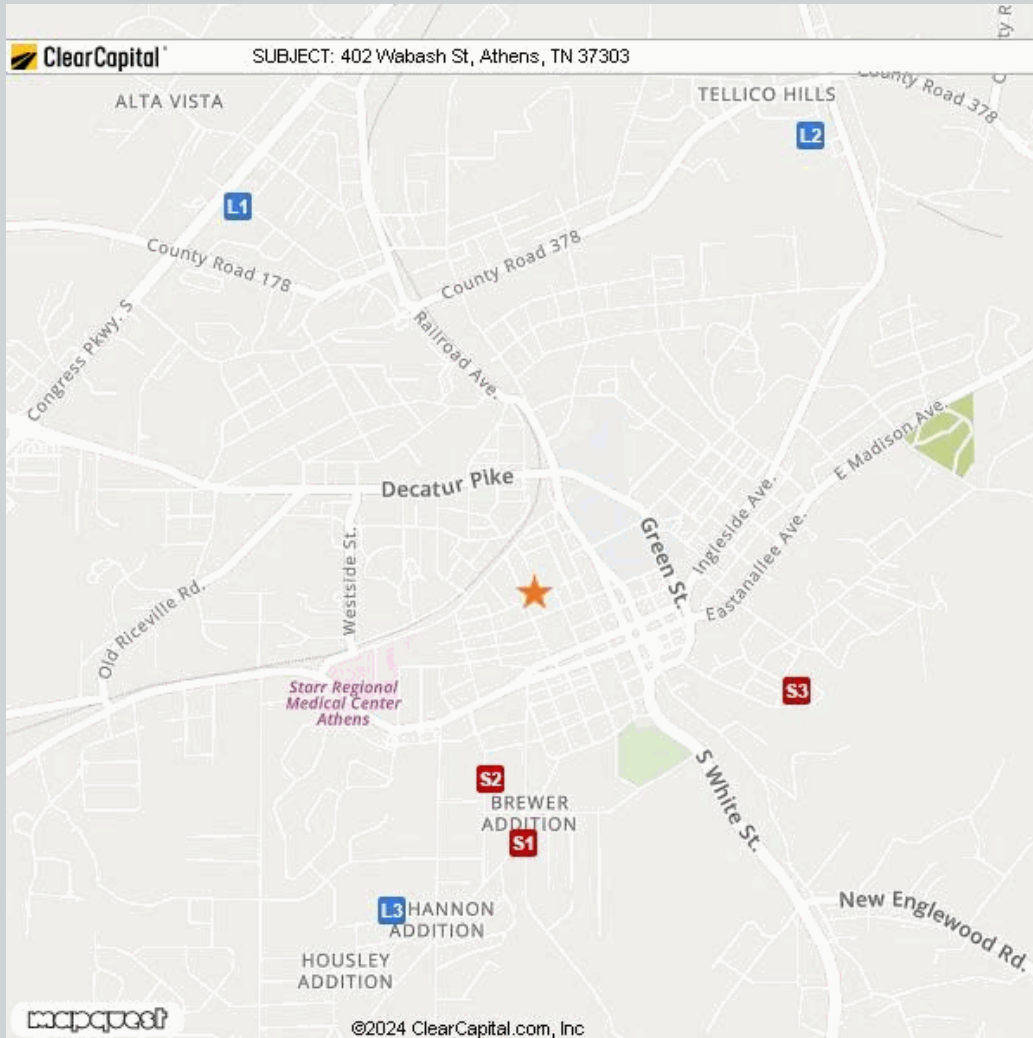 ClearCapital
SUBJECT: 402 Wabash St, Athens, TN 37303
ALTA VISTA
TELLICO HILLS
County Road 378
L2
L1
County Road 178
County Road 378
Congress Pkwy. S
Railroad Ave.
E Madison Ave.
Decatur Pike
Green St.
Ingleside Ave.
Eastanallee Ave.
Westside St.
Old Riceville Rd.
Starr Regional
Medical Center
Athens
S3
S2
BREWER
ADDITION
S1
S White St.
L3 HANNON
ADDITION
New Englewood Rd.
HOUSLEY
ADDITION
mapquest
©2024 ClearCapital.com, Inc